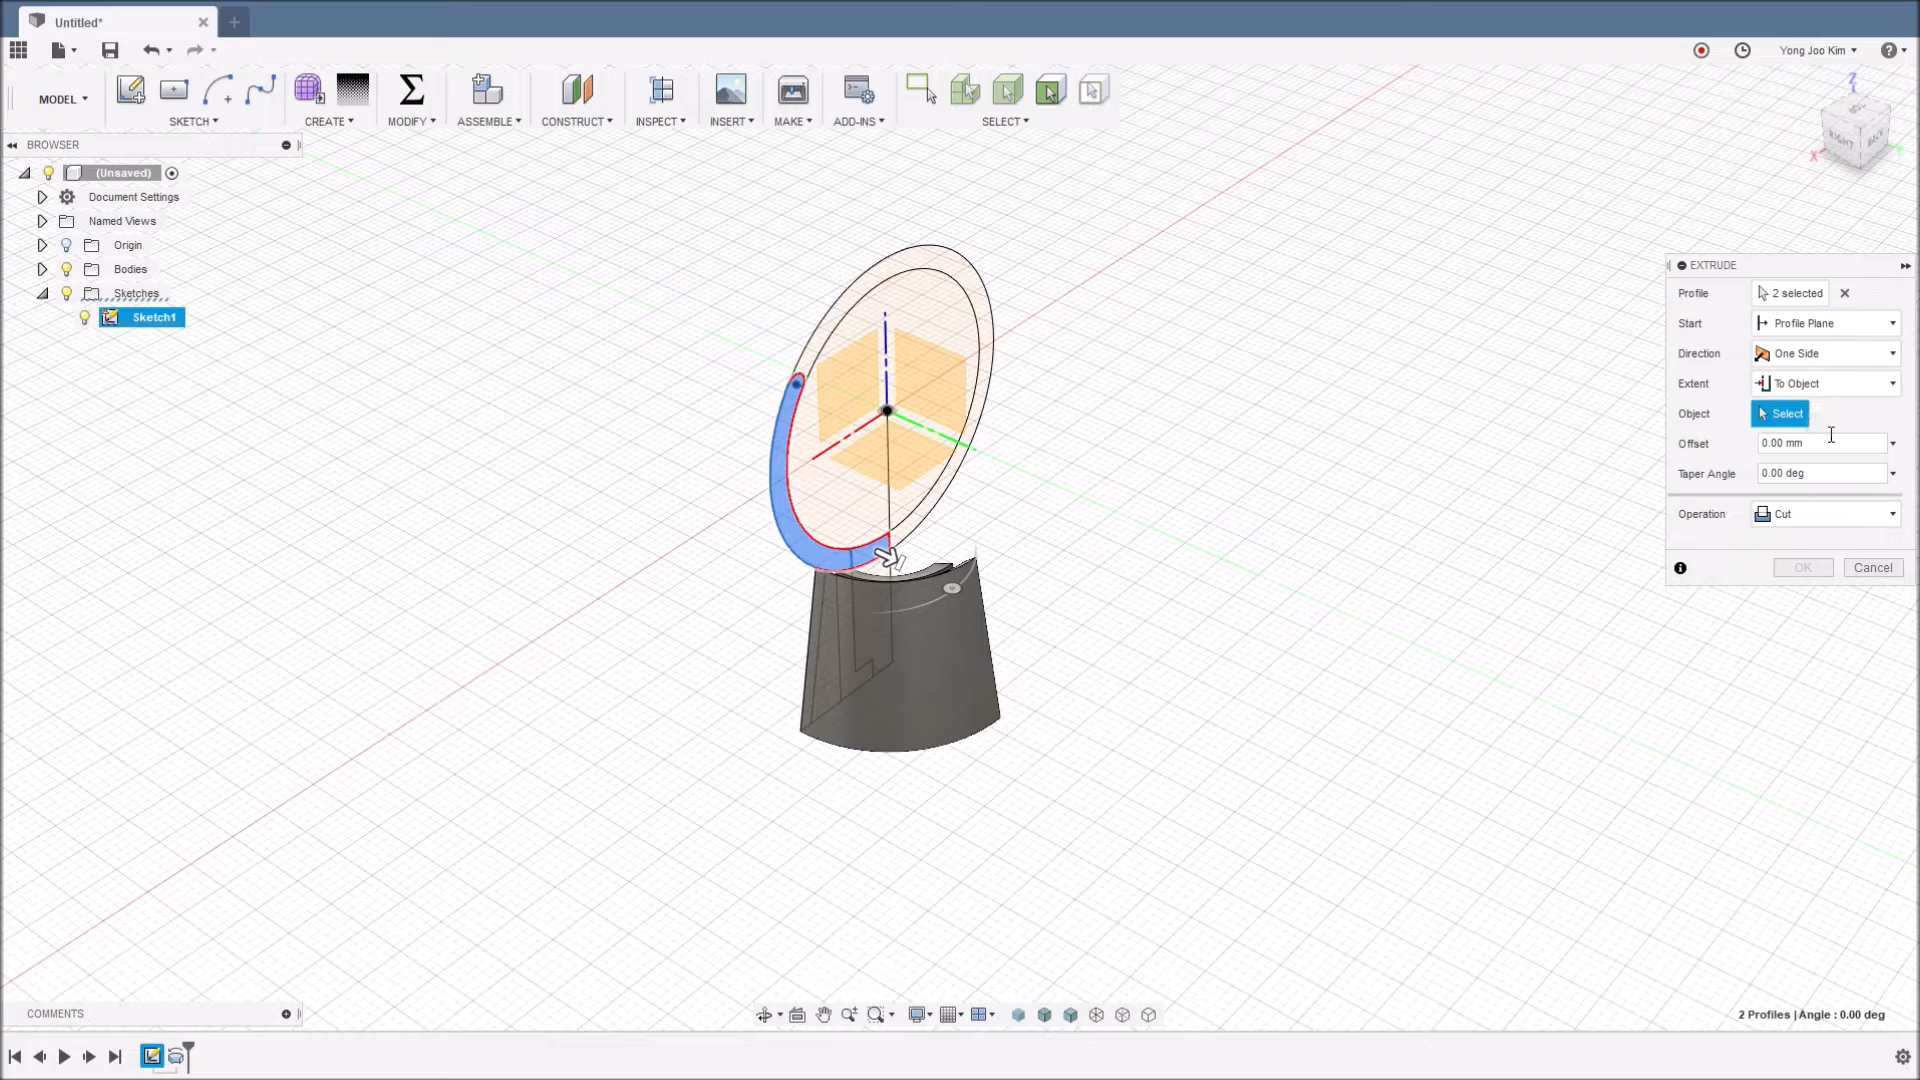 Untitled*
Yong Joo Kim
MODEL
SKETCH
CREATE
MODIFY
ASSEMBLE
CONSTRUCT
INSPECT
INSERT
MAKE
ADD-INS
SELECT
BROWSER
(Unsaved)
Document Settings
Named Views
Origin
Bodies
Sketches
Sketch1
Z
RIGHT
BACK
X
EXTRUDE
Profile 2 selected
Start Profile Plane
Direction One Side
Extent To Object
Object Select
Offset 0.00 mm
Taper Angle 0.00 deg
Operation Cut
OK Cancel
COMMENTS
2 Profiles | Angle : 0.00 deg